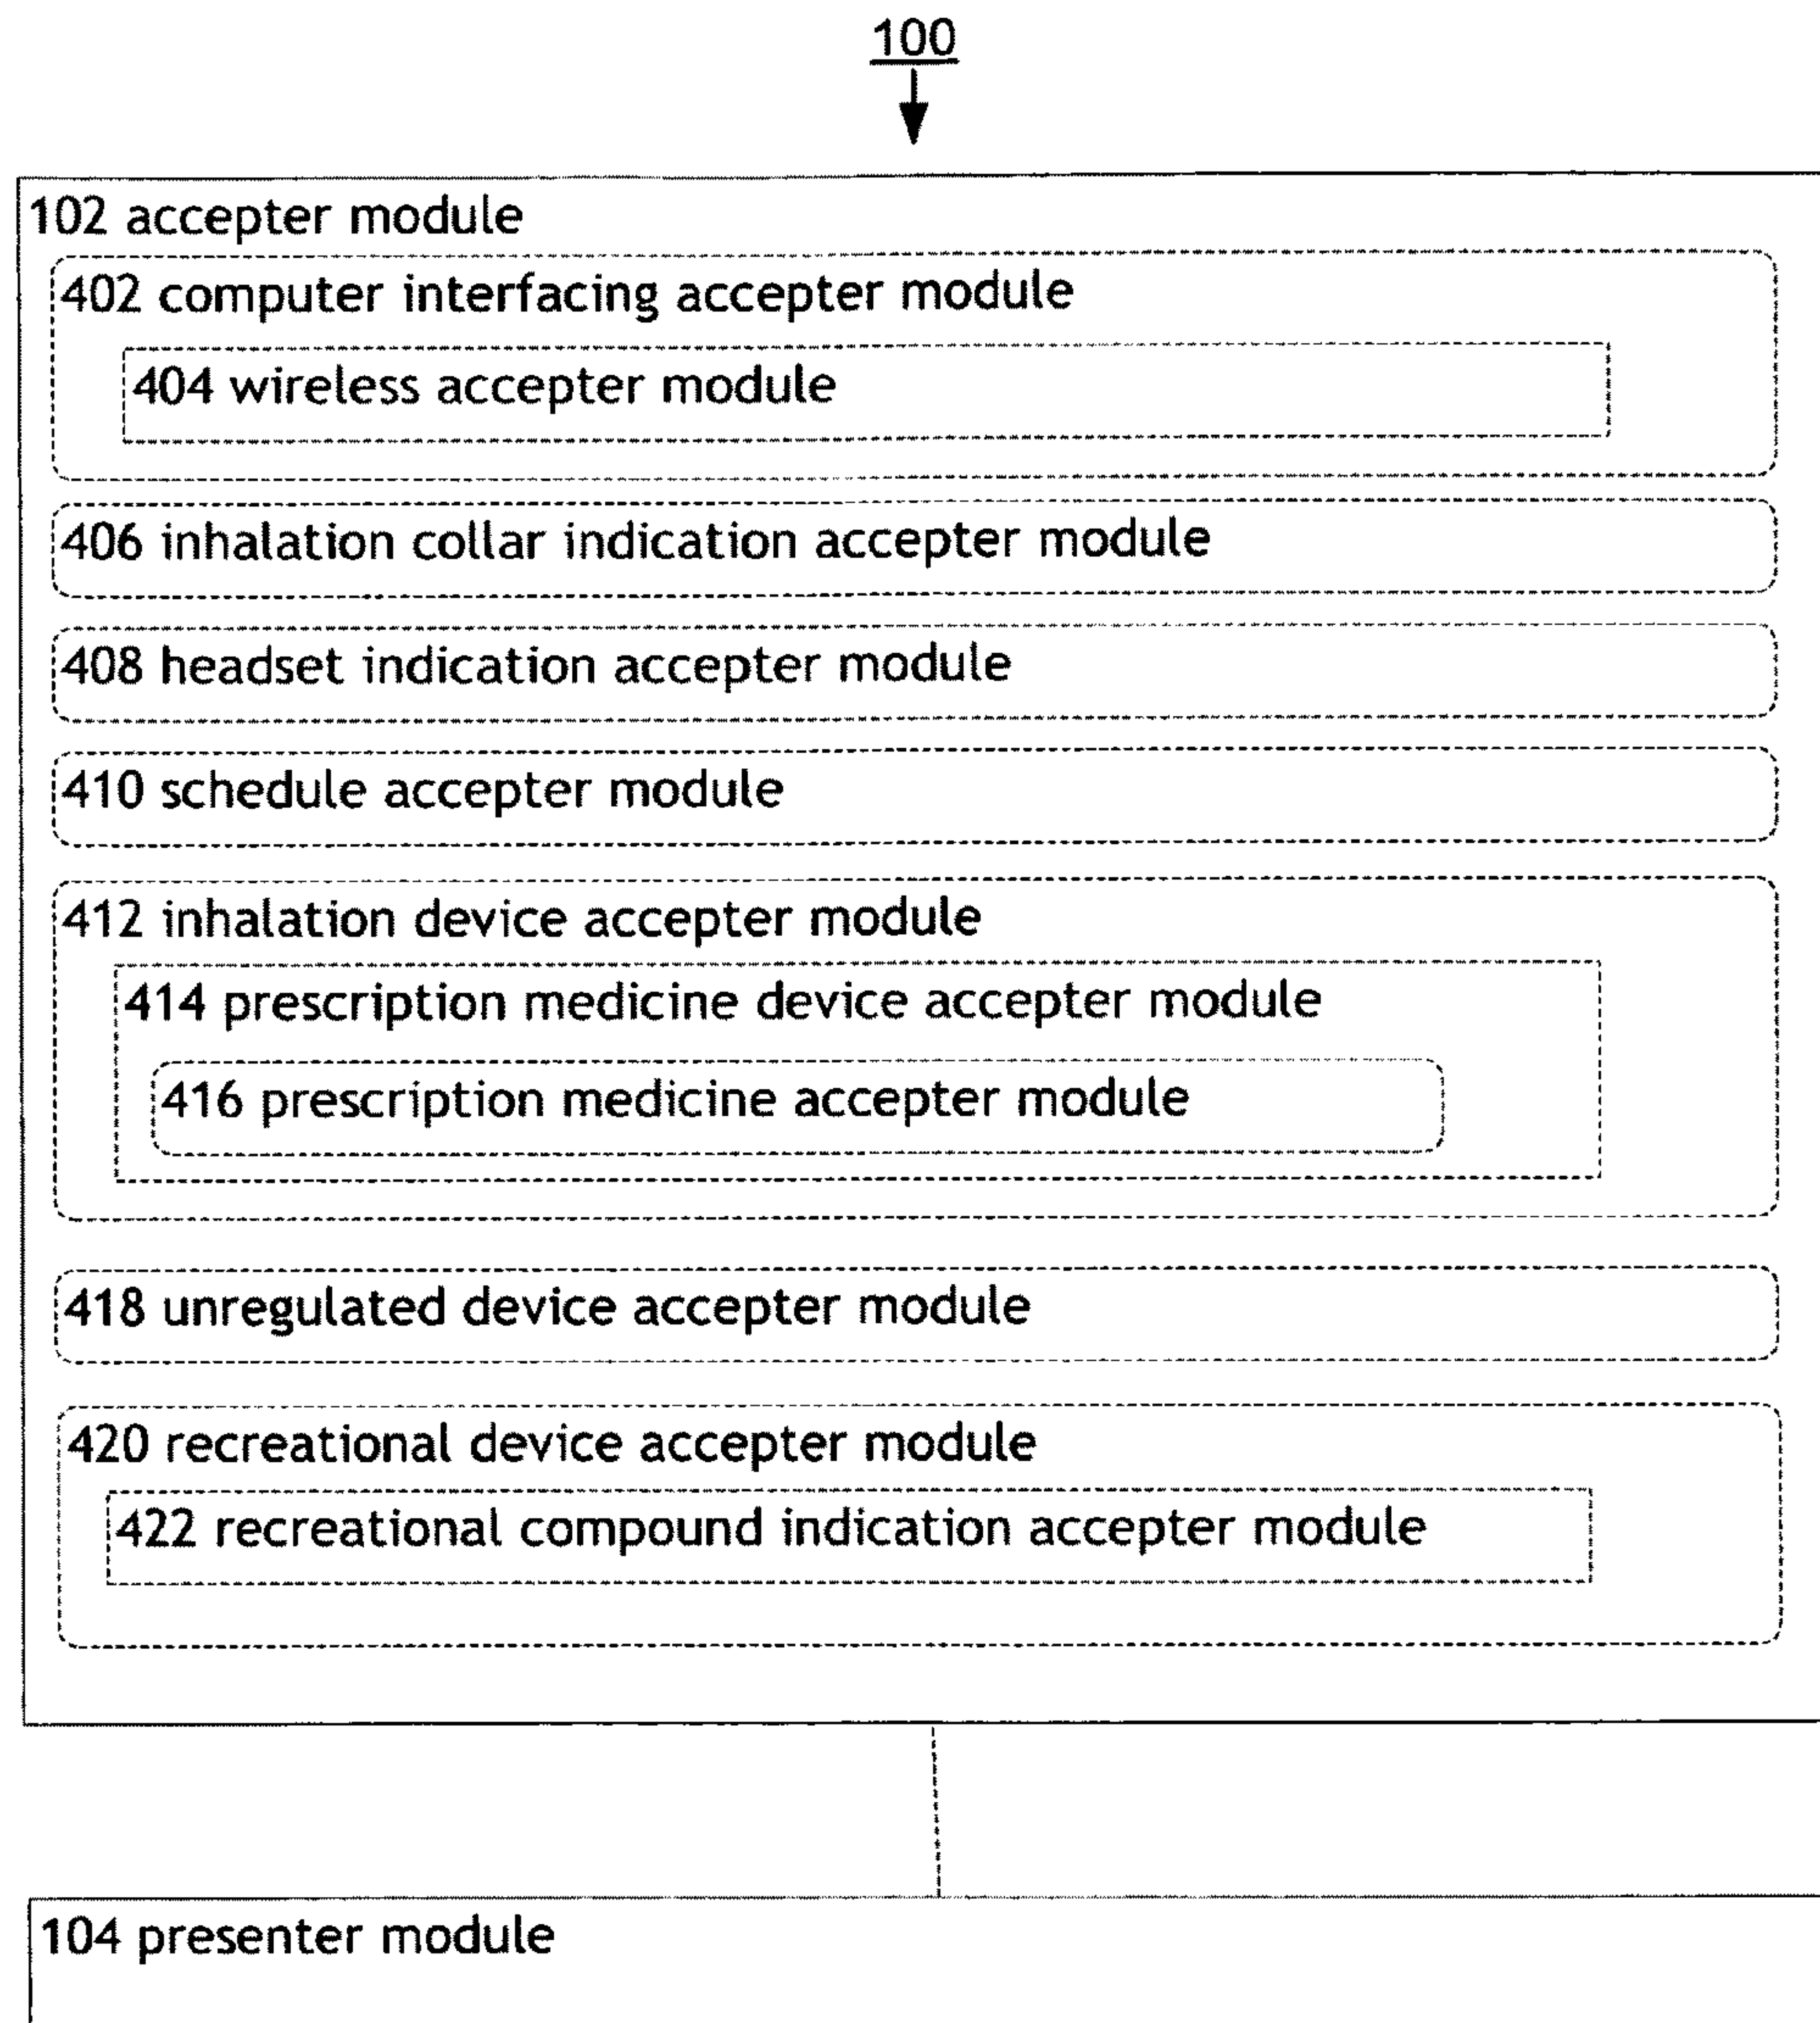 100
102 accepter module
402 computer interfacing accepter module
404 wireless accepter module
406 inhalation collar indication accepter module
408 headset indication accepter module
410 schedule accepter module
412 inhalation device accepter module
414 prescription medicine device accepter module
416 prescription medicine accepter module
418 unregulated device accepter module
420 recreational device accepter module
422 recreational compound indication accepter module
104 presenter module